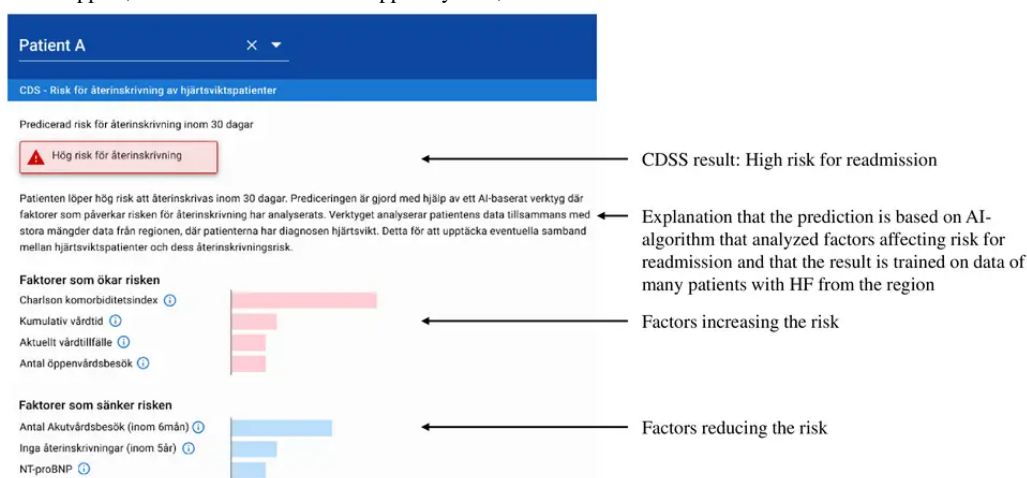 Patient A
CDS - Risk för återinskrivning av hjärtsviktspatienter
Predicerad risk för återinskrivning inom 30 dagar
Hög risk för återinskrivning
CDSS result: High risk for readmission
Patienten löper hög risk att återinskrivas inom 30 dagar. Prediceringen är gjord med hjälp av ett AI-baserat verktyg där
faktorer som påverkar risken för återinskrivning har analyserats. Verktyget analyserar patientens data tillsammans med
stora mängder data från regionen, där patienterna har diagnosen hjärtsvikt. Detta för att upptäcka eventuella samband
mellan hjärtsviktspatienter och dess återinskrivningsrisk.
Explanation that the prediction is based on AI-
algorithm that analyzed factors affecting risk for
readmission and that the result is trained on data of
many patients with HF from the region
Faktorer som ökar risken
Charlson komorbiditetsindex
Kumulativ vårdtid
Aktuellt vårdtillfälle
Antal öppenvårdsbesök
Factors increasing the risk
Faktorer som sänker risken
Antal Akutvårdsbesök (inom 6mån)
Inga återinskrivningar (inom 5år)
NT-proBNP
Factors reducing the risk